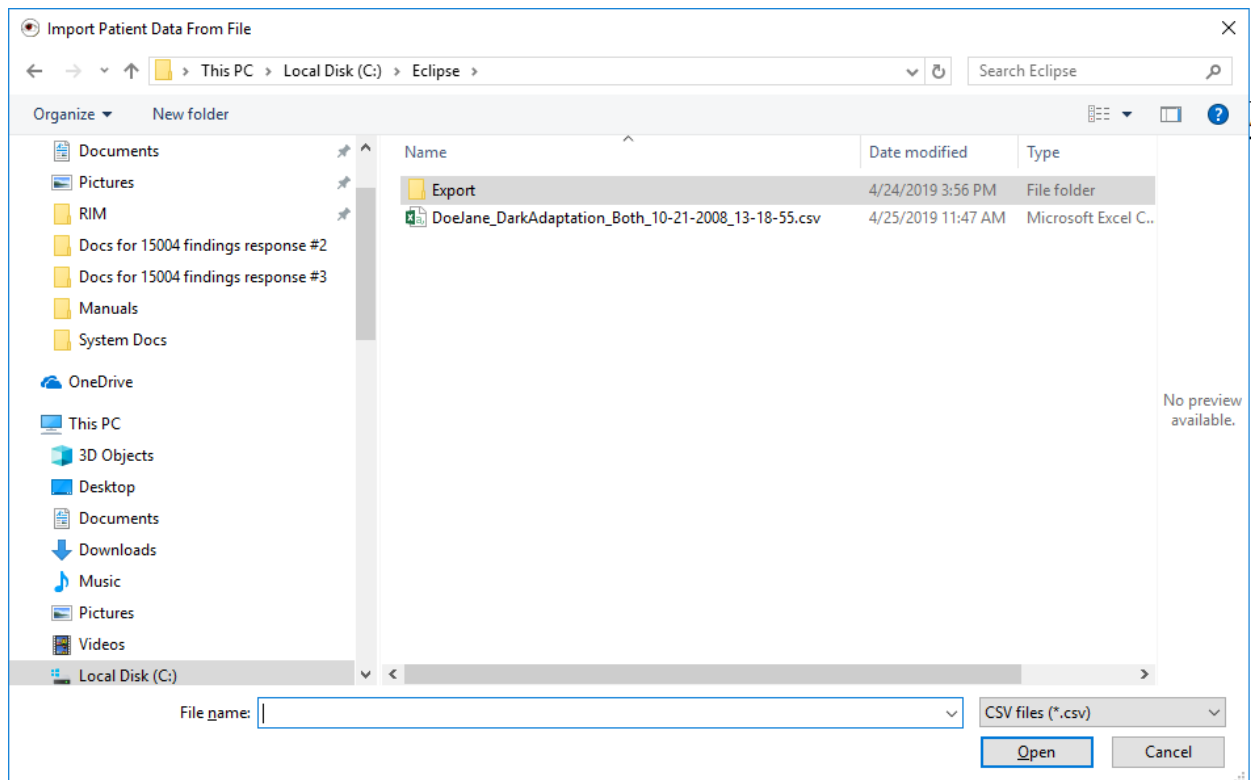 Import Patient Data From File
This PC > Local Disk (C:) > Eclipse >
Search Eclipse
Organize
New folder
Name
Date modified
Type
Documents
Pictures
RIM
Docs for 15004 findings response #2
Docs for 15004 findings response #3
Manuals
System Docs
OneDrive
This PC
3D Objects
Desktop
Documents
Downloads
Music
Pictures
Videos
Local Disk (C:)
Export 4/24/2019 3:56 PM File folder
DoeJane_DarkAdaptation_Both_10-21-2008_13-18-55.csv 4/25/2019 11:47 AM Microsoft Excel C...
No preview
available.
File name:
CSV files (*.csv)
Open
Cancel